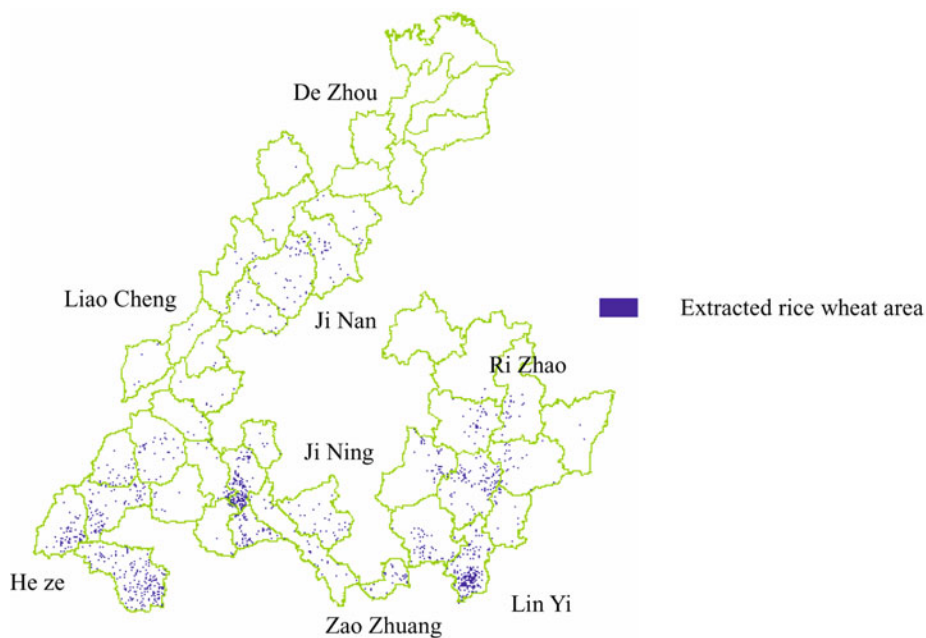 De Zhou
Liao Cheng
Extracted rice wheat area
Ji Nan
Ri Zhao
Ji Ning
He ze
Lin Yi
Zao Zhuang